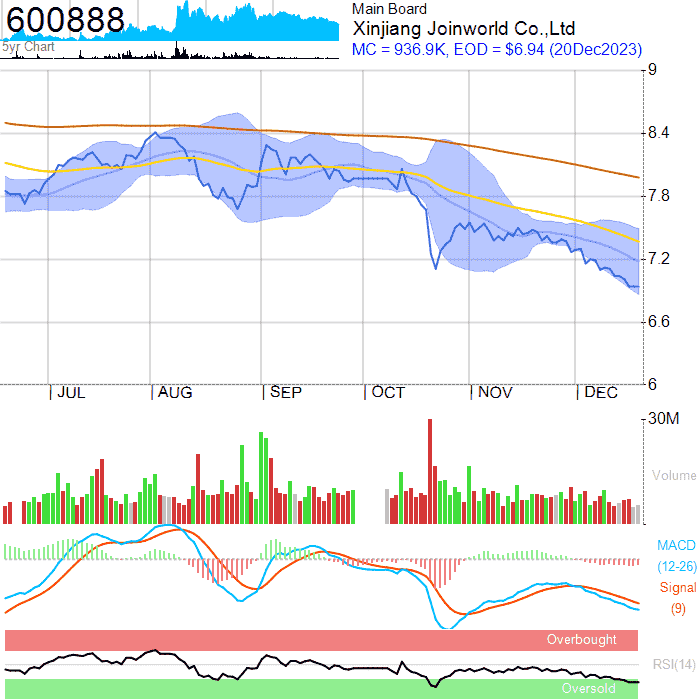 600888
5yr Chart
Main Board
Xinjiang Joinworld Co.,Ltd
MC = 936.9K, EOD = $6.94 (20Dec2023)
9
8.4
7.8
7.2
6.6
6
JUL AUG SEP OCT NOV DEC
30M
Volume
MACD
(12-26)
Signal
(9)
Overbought
RSI(14)
Oversold